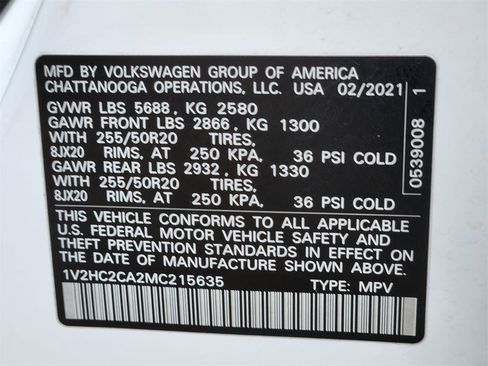 MFD BY VOLKSWAGEN GROUP OF AMERICA
CHATTANOOGA OPERATIONS, LLC. USA 02/2021
GVWR LBS 5688, KG 2580
GAWR FRONT LBS 2866, KG 1300
WITH 255/50R20 TIRES,
8JX20 RIMS, AT 250 KPA, 36 PSI COLD
GAWR REAR LBS 2932, KG 1330
WITH 255/50R20 TIRES,
8JX20 RIMS, AT 250 KPA, 36 PSI COLD
THIS VEHICLE CONFORMS TO ALL APPLICABLE
U.S. FEDERAL MOTOR VEHICLE SAFETY AND
THEFT PREVENTION STANDARDS IN EFFECT ON
THE DATE OF MANUFACTURE SHOWN ABOVE.
1V2HC2CA2MC215635 TYPE: MPV
0539008 1